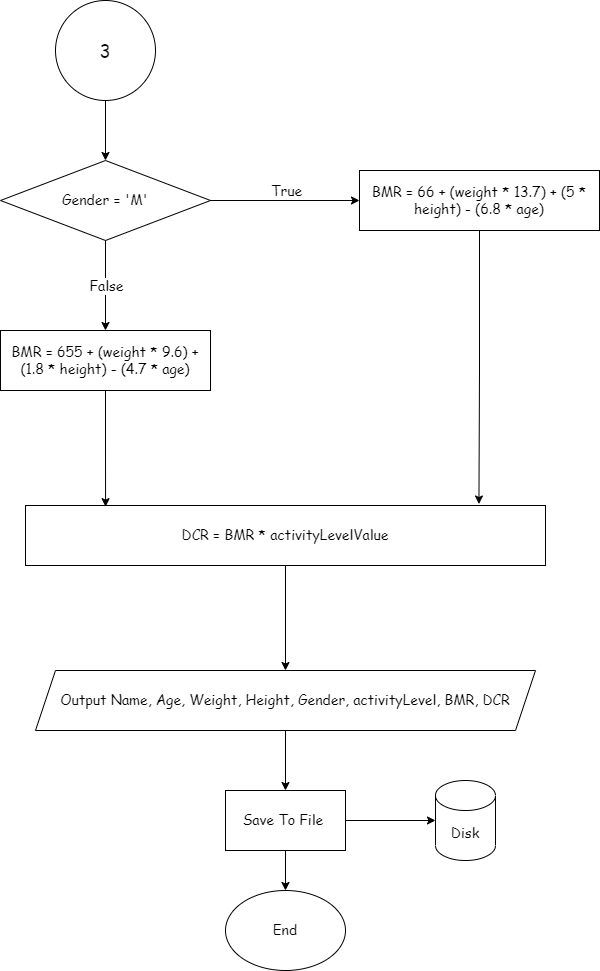 3
Gender = 'M'
True
BMR = 66 + (weight * 13.7) + (5 *
height) - (6.8 * age)
False
BMR = 655 + (weight * 9.6) +
(1.8 * height) - (4.7 * age)
DCR = BMR * activityLevelValue
Output Name, Age, Weight, Height, Gender, activityLevel, BMR, DCR
Save To File
Disk
End